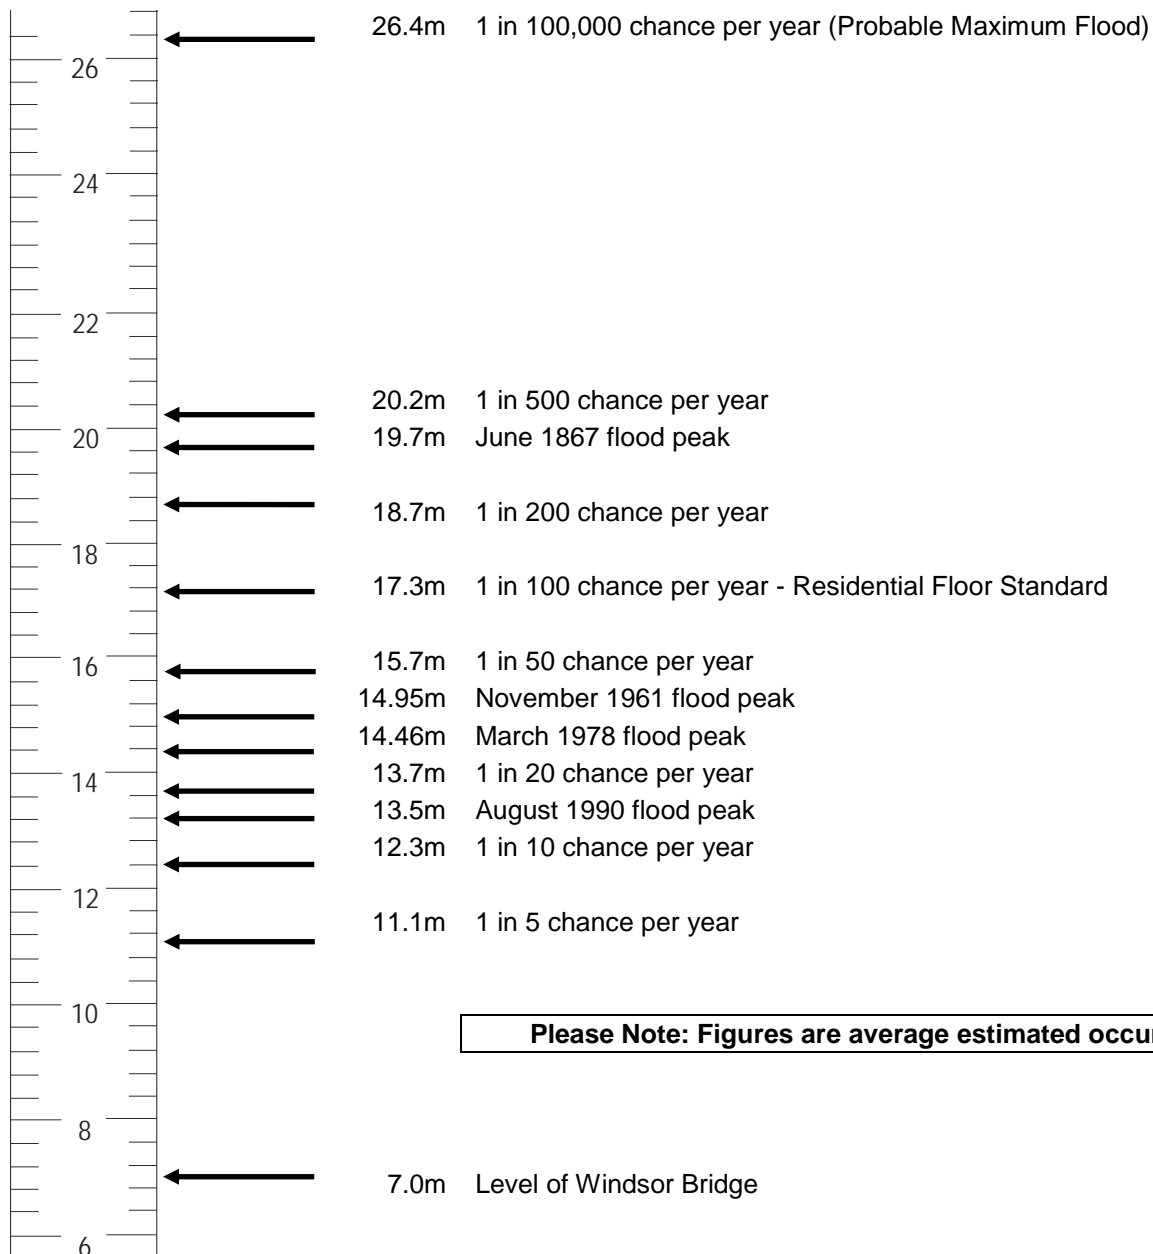 26.4m 1 in 100,000 chance per year (Probable Maximum Flood)
26
24
22
20.2m 1 in 500 chance per year
20
19.7m June 1867 flood peak
18.7m 1 in 200 chance per year
18
17.3m 1 in 100 chance per year - Residential Floor Standard
16
15.7m 1 in 50 chance per year
14.95m November 1961 flood peak
14.46m March 1978 flood peak
14
13.7m 1 in 20 chance per year
13.5m August 1990 flood peak
12.3m 1 in 10 chance per year
12
11.1m 1 in 5 chance per year
10
Please Note: Figures are average estimated
8
7.0m Level of Windsor Bridge
6